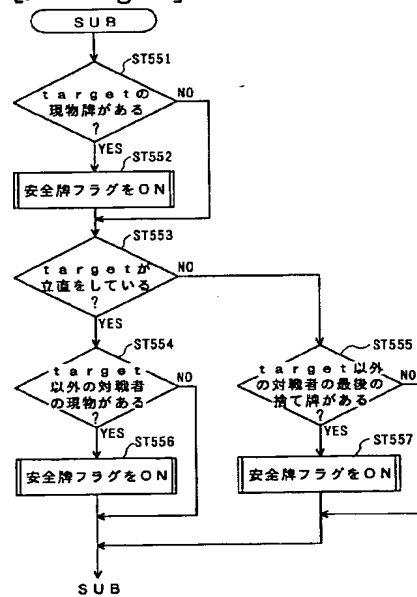 SUB
ST551
targetの
現物牌がある
?
NO
YES
ST552
安全牌フラグをON
ST553
targetが
立直をしている
?
NO
YES
ST554
target
以外の対戦者
の現物がある
?
NO
YES
ST555
target以外
の対戦者の最後の
捨て牌がある
?
NO
YES
ST556
安全牌フラグをON
ST557
安全牌フラグをON
SUB